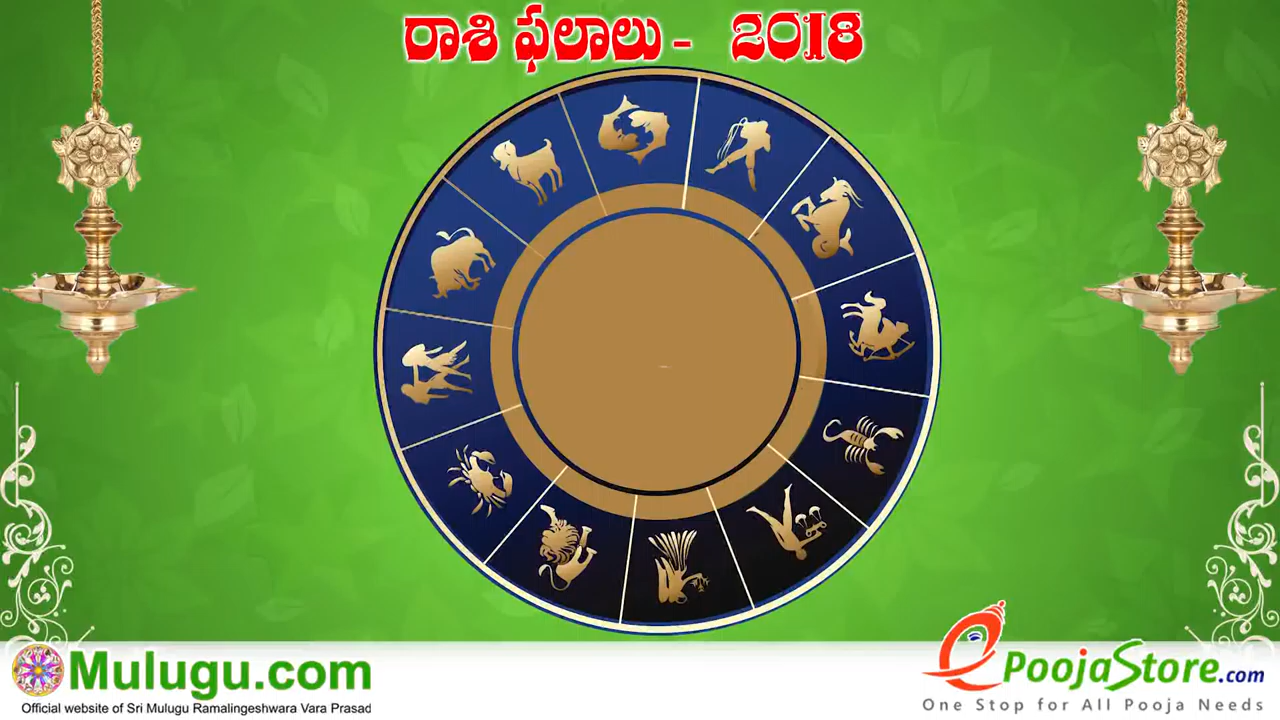 రాశి ఫలాలు - 2018
Mulugu.com
Official website of Sri Mulugu Ramalingeshwara Vara Prasad
ePoojaStore.com
One Stop for All Pooja Needs